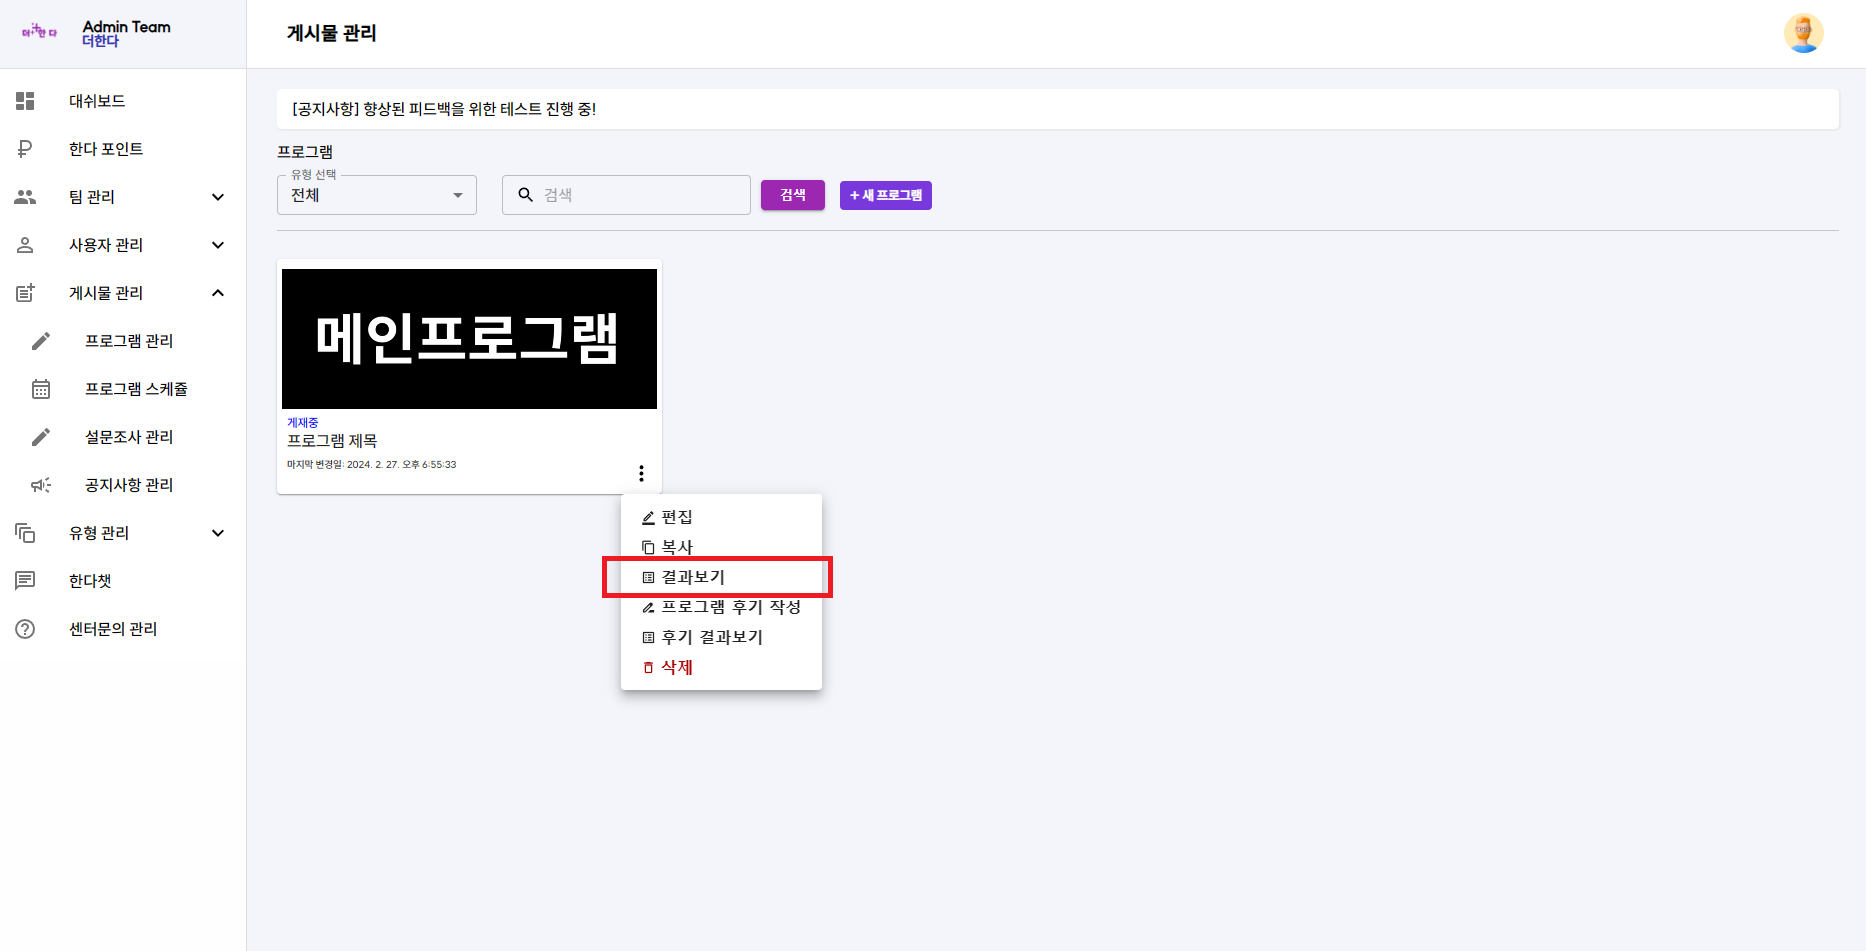 더한다
Admin Team
더한다
게시물 관리
대쉬보드
한다 포인트
팀 관리
사용자 관리
게시물 관리
프로그램 관리
프로그램 스케쥴
설문조사 관리
공지사항 관리
유형 관리
한다챗
센터문의 관리
[공지사항] 향상된 피드백을 위한 테스트 진행 중!
프로그램
유형 선택
전체
검색
검색
+ 새 프로그램
메인프로그램
게재중
프로그램 제목
마지막 변경일: 2024. 2. 27. 오후 6:55:33
편집
복사
결과보기
프로그램 후기 작성
후기 결과보기
삭제